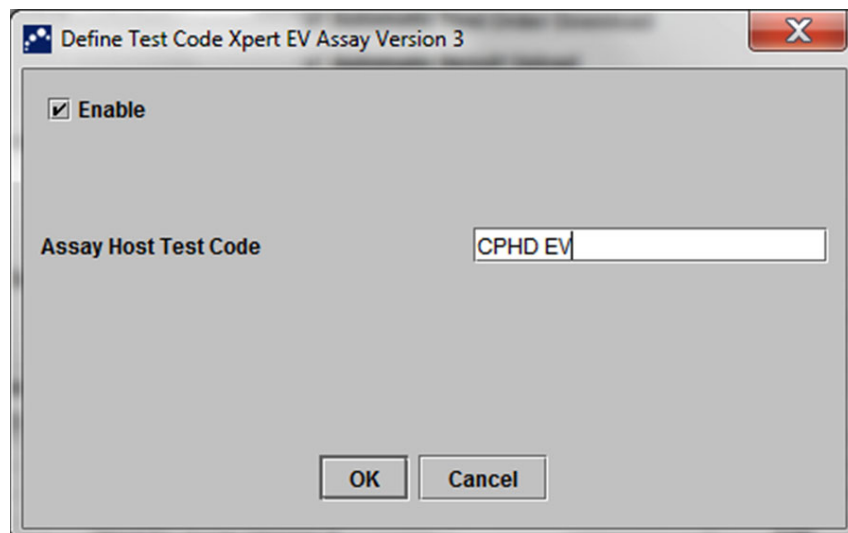 Define Test Code Xpert EV Assay Version 3
Enable
Assay Host Test Code
CPHD EV
OK
Cancel